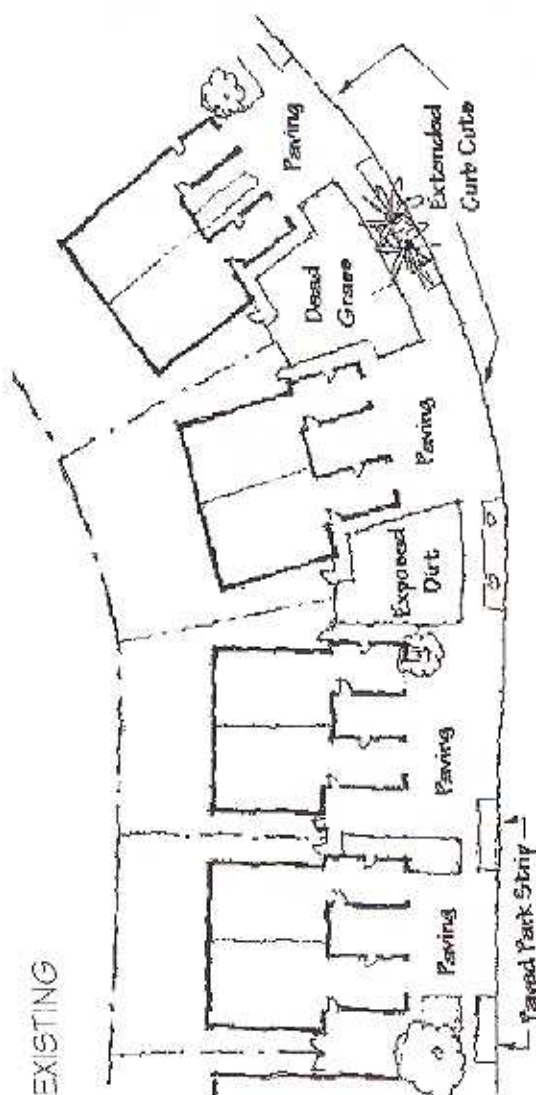 EXISTING
Paving
Extended
Curb Cuts
Dead
Grass
Paving
Exposed
Dirt
Paving
Paving
Paved Park Strip